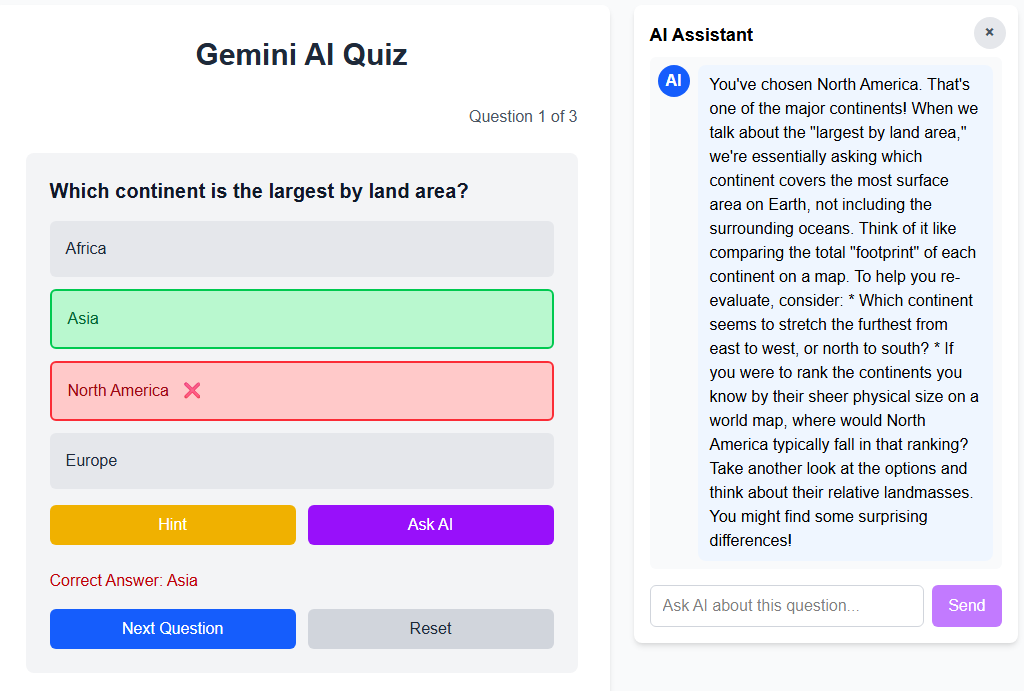 Gemini AI Quiz
Question 1 of 3
Which continent is the largest by land area?
Africa
Asia
North America ❌
Europe
Hint
Ask AI
Correct Answer: Asia
Next Question
Reset
AI Assistant
×
AI
You've chosen North America. That's
one of the major continents! When we
talk about the "largest by land area,"
we're essentially asking which
continent covers the most surface
area on Earth, not including the
surrounding oceans. Think of it like
comparing the total "footprint" of each
continent on a map. To help you re-
evaluate, consider: * Which continent
seems to stretch the furthest from
east to west, or north to south? * If
you were to rank the continents you
know by their sheer physical size on a
world map, where would North
America typically fall in that ranking?
Take another look at the options and
think about their relative landmasses.
You might find some surprising
differences!
Ask AI about this question...
Send